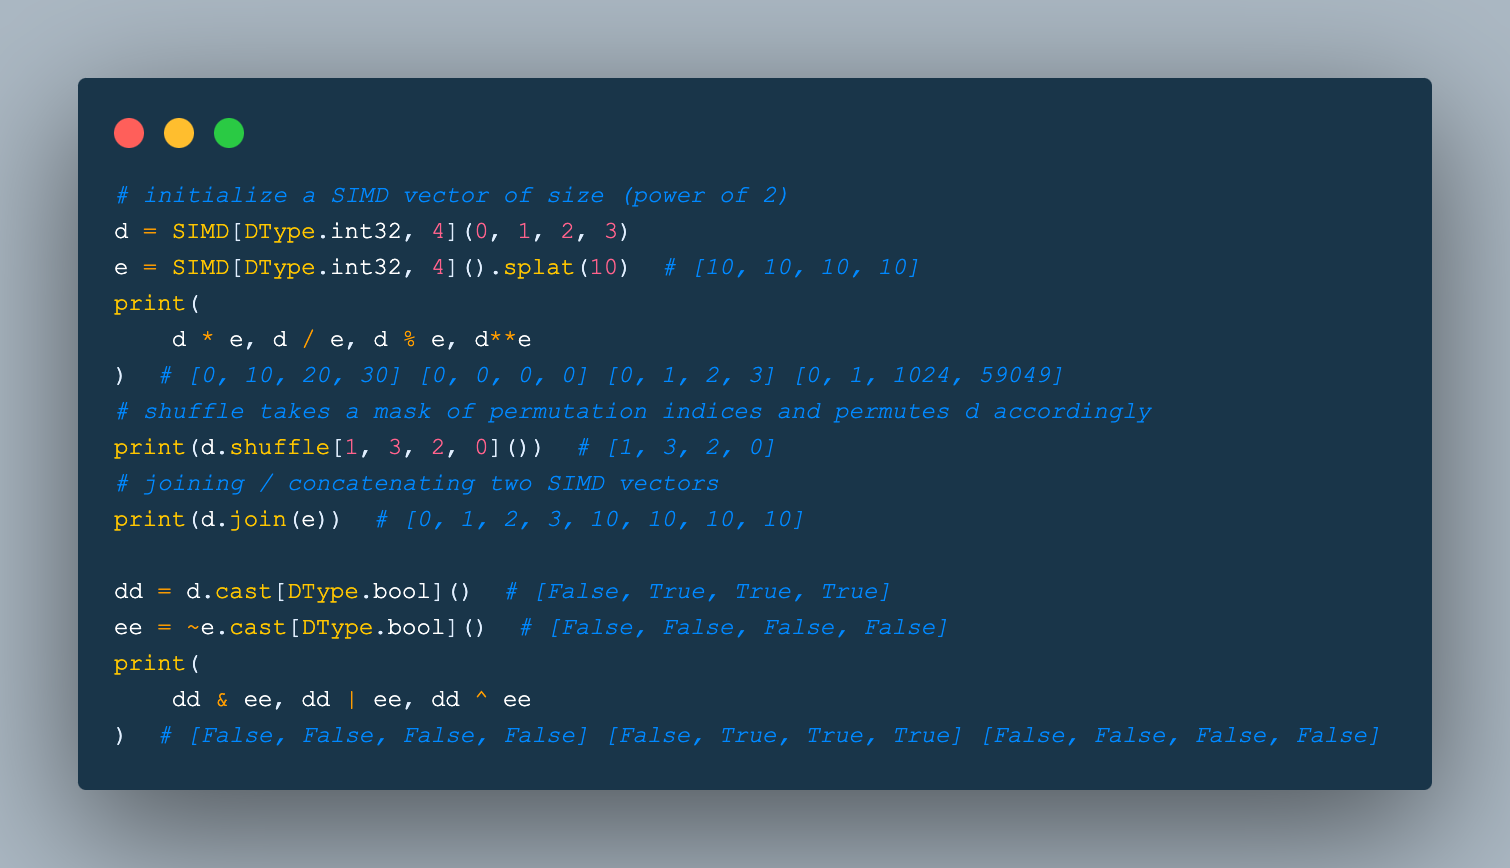 # initialize a SIMD vector of size (power of 2)
d = SIMD[DType.int32, 4](0, 1, 2, 3)
e = SIMD[DType.int32, 4]().splat(10)  # [10, 10, 10, 10]
print(
    d * e, d / e, d % e, d**e
)  # [0, 10, 20, 30] [0, 0, 0, 0] [0, 1, 2, 3] [0, 1, 1024, 59049]
# shuffle takes a mask of permutation indices and permutes d accordingly
print(d.shuffle[1, 3, 2, 0]())  # [1, 3, 2, 0]
# joining / concatenating two SIMD vectors
print(d.join(e))  # [0, 1, 2, 3, 10, 10, 10, 10]

dd = d.cast[DType.bool]()  # [False, True, True, True]
ee = ~e.cast[DType.bool]()  # [False, False, False, False]
print(
    dd & ee, dd | ee, dd ^ ee
)  # [False, False, False, False] [False, True, True, True] [False, False, False, False]